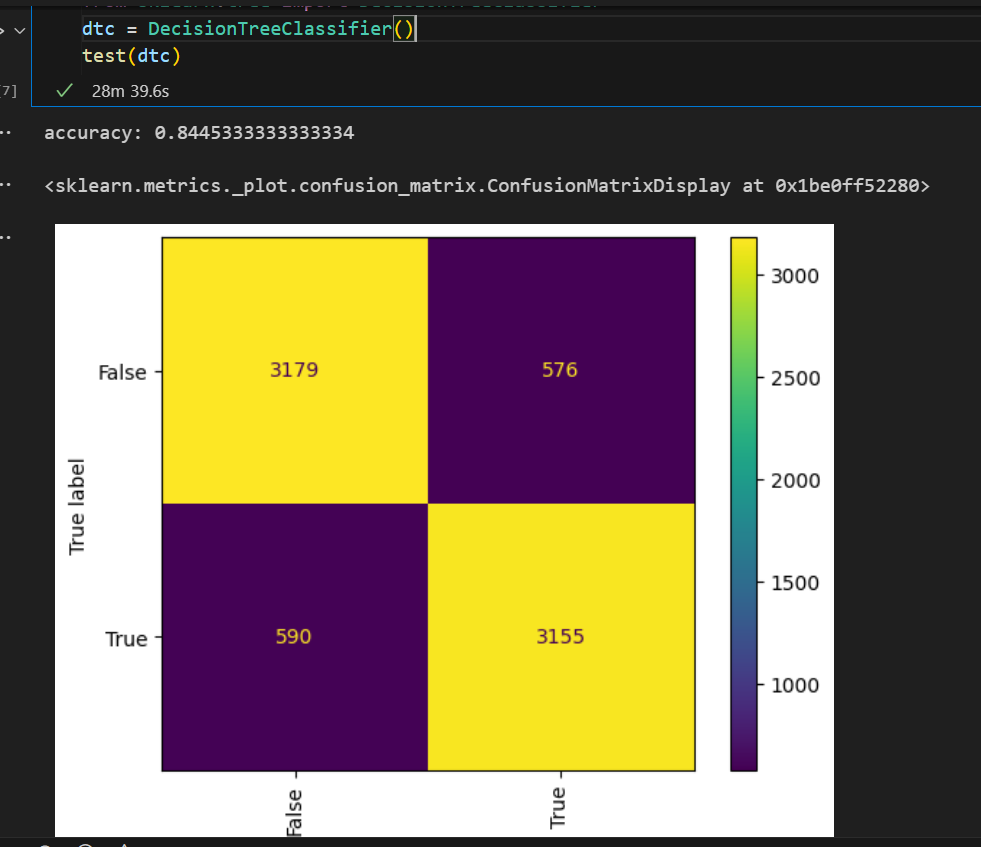 dtc = DecisionTreeClassifier()
test(dtc)
7]
28m 39.6s
accuracy: 0.8445333333333334
<sklearn.metrics._plot.confusion_matrix.ConfusionMatrixDisplay at 0x1be0ff52280>
3179
576
590
3155
False
True
True label
False
True
3000
2500
2000
1500
1000